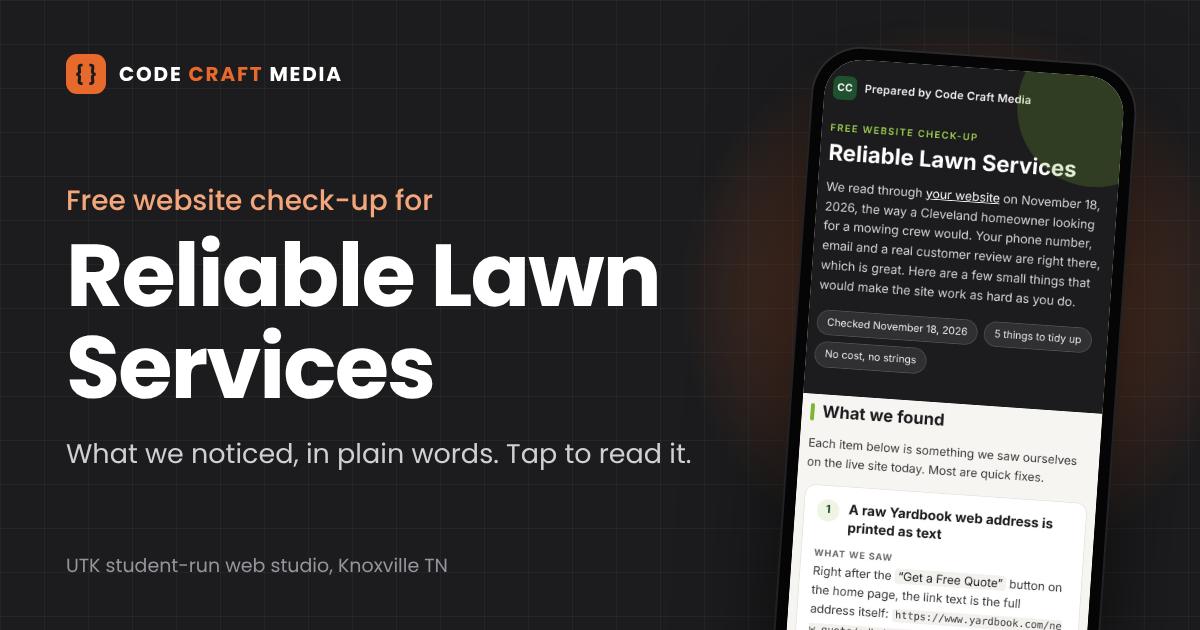 { } CODE CRAFT MEDIA
Free website check-up for
Reliable Lawn
Services
What we noticed, in plain words. Tap to read it.
UTK student-run web studio, Knoxville TN
CC Prepared by Code Craft Media
FREE WEBSITE CHECK-UP
Reliable Lawn Services
We read through your website on November 18,
2026, the way a Cleveland homeowner looking
for a mowing crew would. Your phone number,
email and a real customer review are right there,
which is great. Here are a few small things that
would make the site work as hard as you do.
Checked November 18, 2026 5 things to tidy up
No cost, no strings
What we found
Each item below is something we saw ourselves
on the live site today. Most are quick fixes.
1 A raw Yardbook web address is
printed as text
WHAT WE SAW
Right after the “Get a Free Quote” button on
the home page, the link text is the full
address itself: https://www.yardbook.com/ne